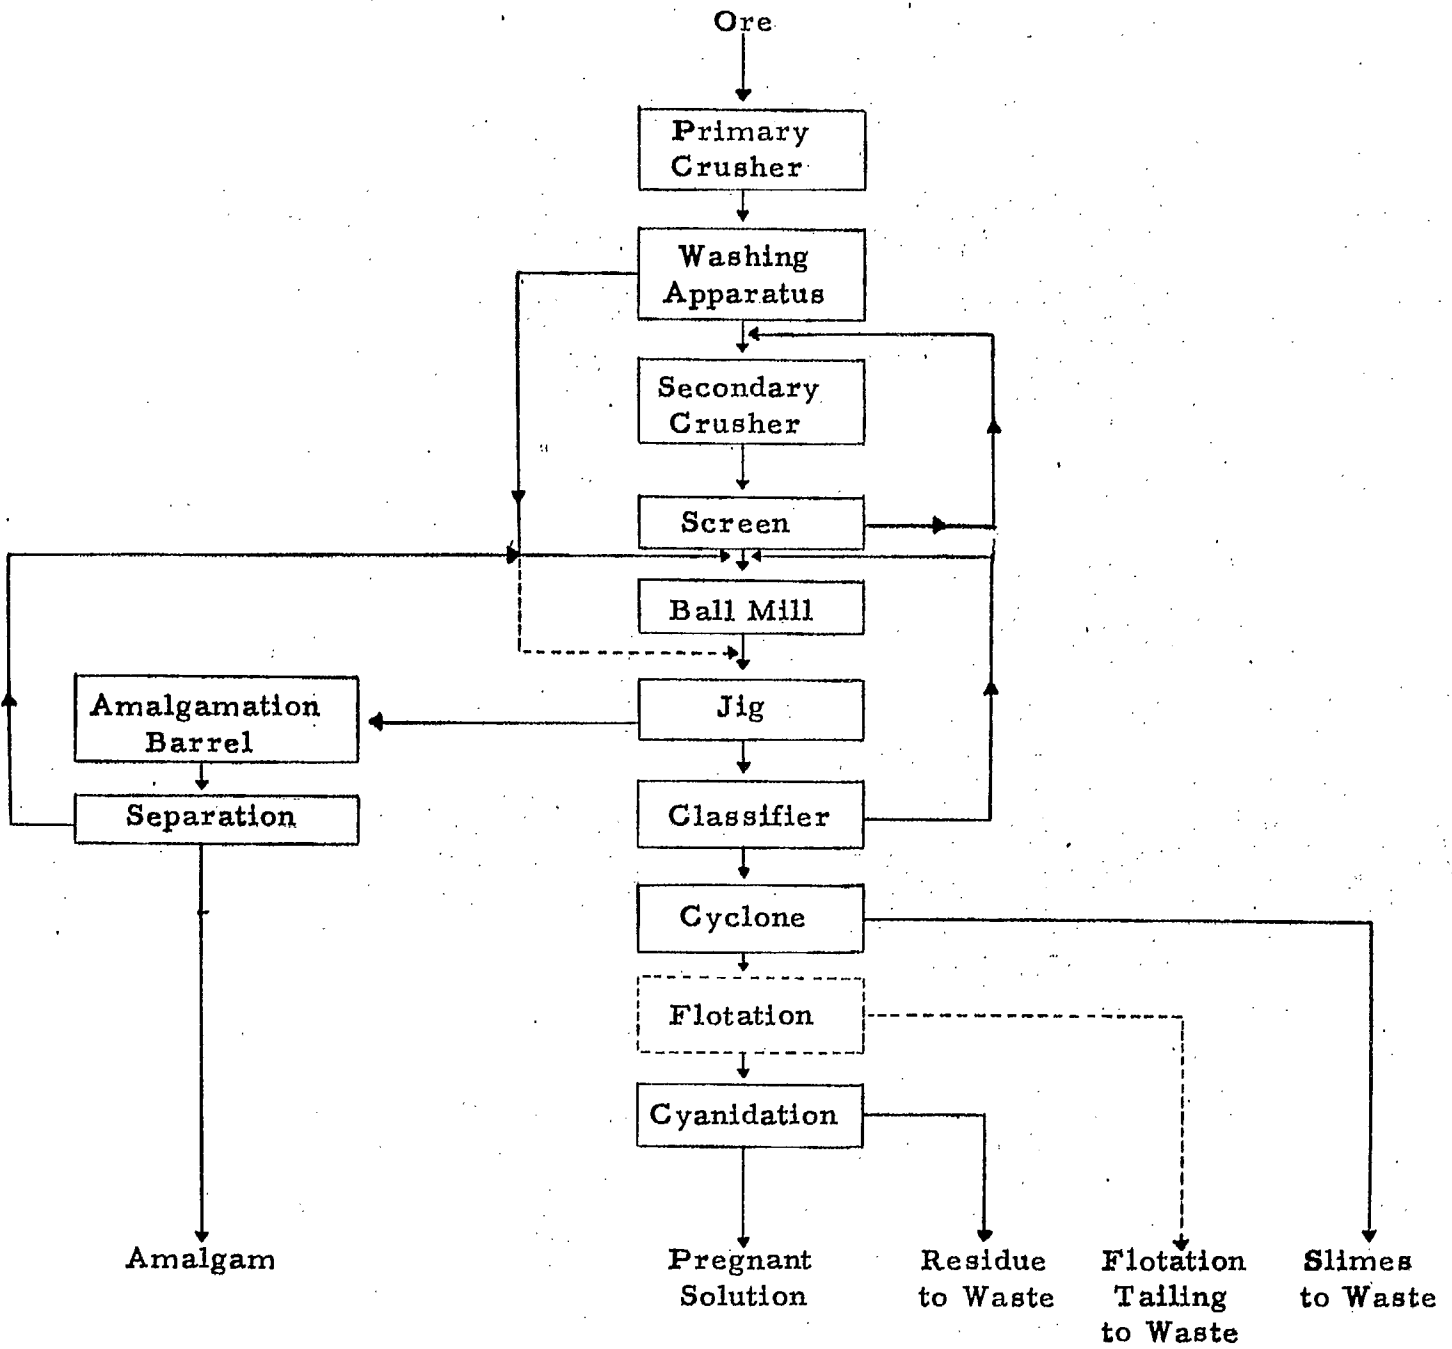 Ore
Primary
Crusher
Washing
Apparatus
Secondary
Crusher
Screen
Ball Mill
Jig
Amalgamation
Barrel
Separation
Classifier
Cyclone
Flotation
Cyanidation
Amalgam
Pregnant
Solution
Residue
to Waste
Flotation
Tailing
to Waste
Slimes
to Waste